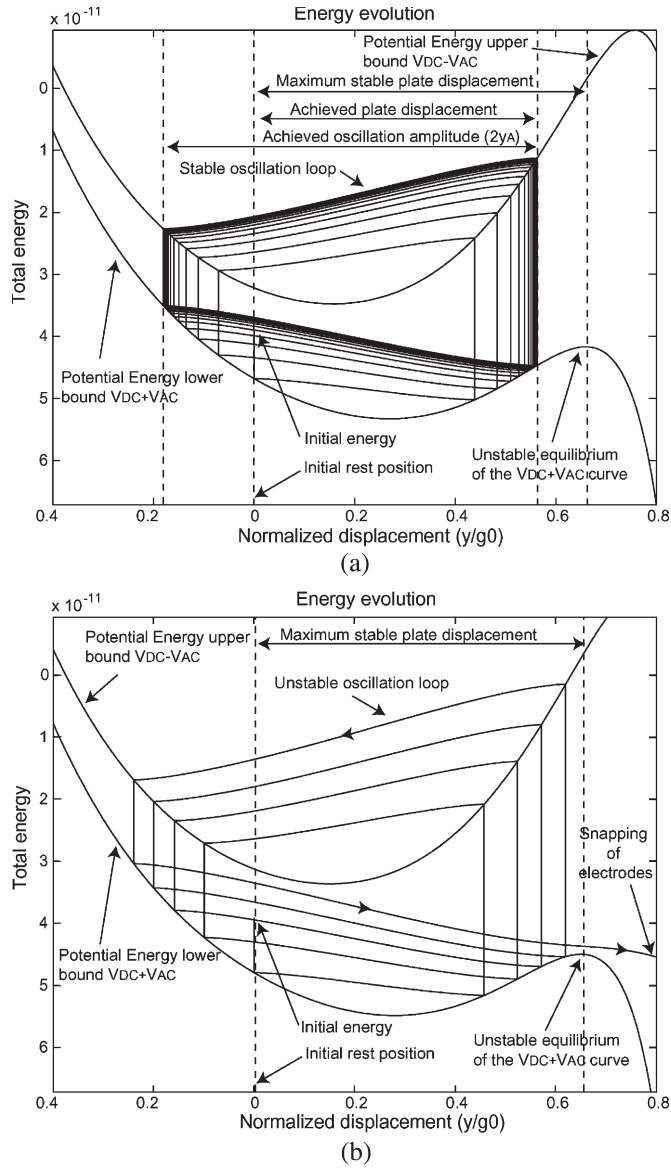 Energy evolution
x 10⁻¹¹
Potential Energy upper
bound VDC-VAC
Maximum stable plate displacement
Achieved plate displacement
Achieved oscillation amplitude (2yA)
Stable oscillation loop
0
1
2
3
4
5
6
Total energy
Potential Energy lower
bound VDC+VAC
Initial energy
Initial rest position
Unstable equilibrium
of the VDC+VAC curve
0.4
0.2
0
0.2
0.4
0.6
0.8
Normalized displacement (y/g0)
(a)
Energy evolution
x 10⁻¹¹
Potential Energy upper
bound VDC-VAC
Maximum stable plate displacement
Unstable oscillation loop
0
1
2
3
4
5
6
Total energy
Snapping
of
electrodes
Potential Energy lower
bound VDC+VAC
Initial energy
Initial rest position
Unstable equilibrium
of the VDC+VAC curve
0.4
0.2
0
0.2
0.4
0.6
0.8
Normalized displacement (y/g0)
(b)